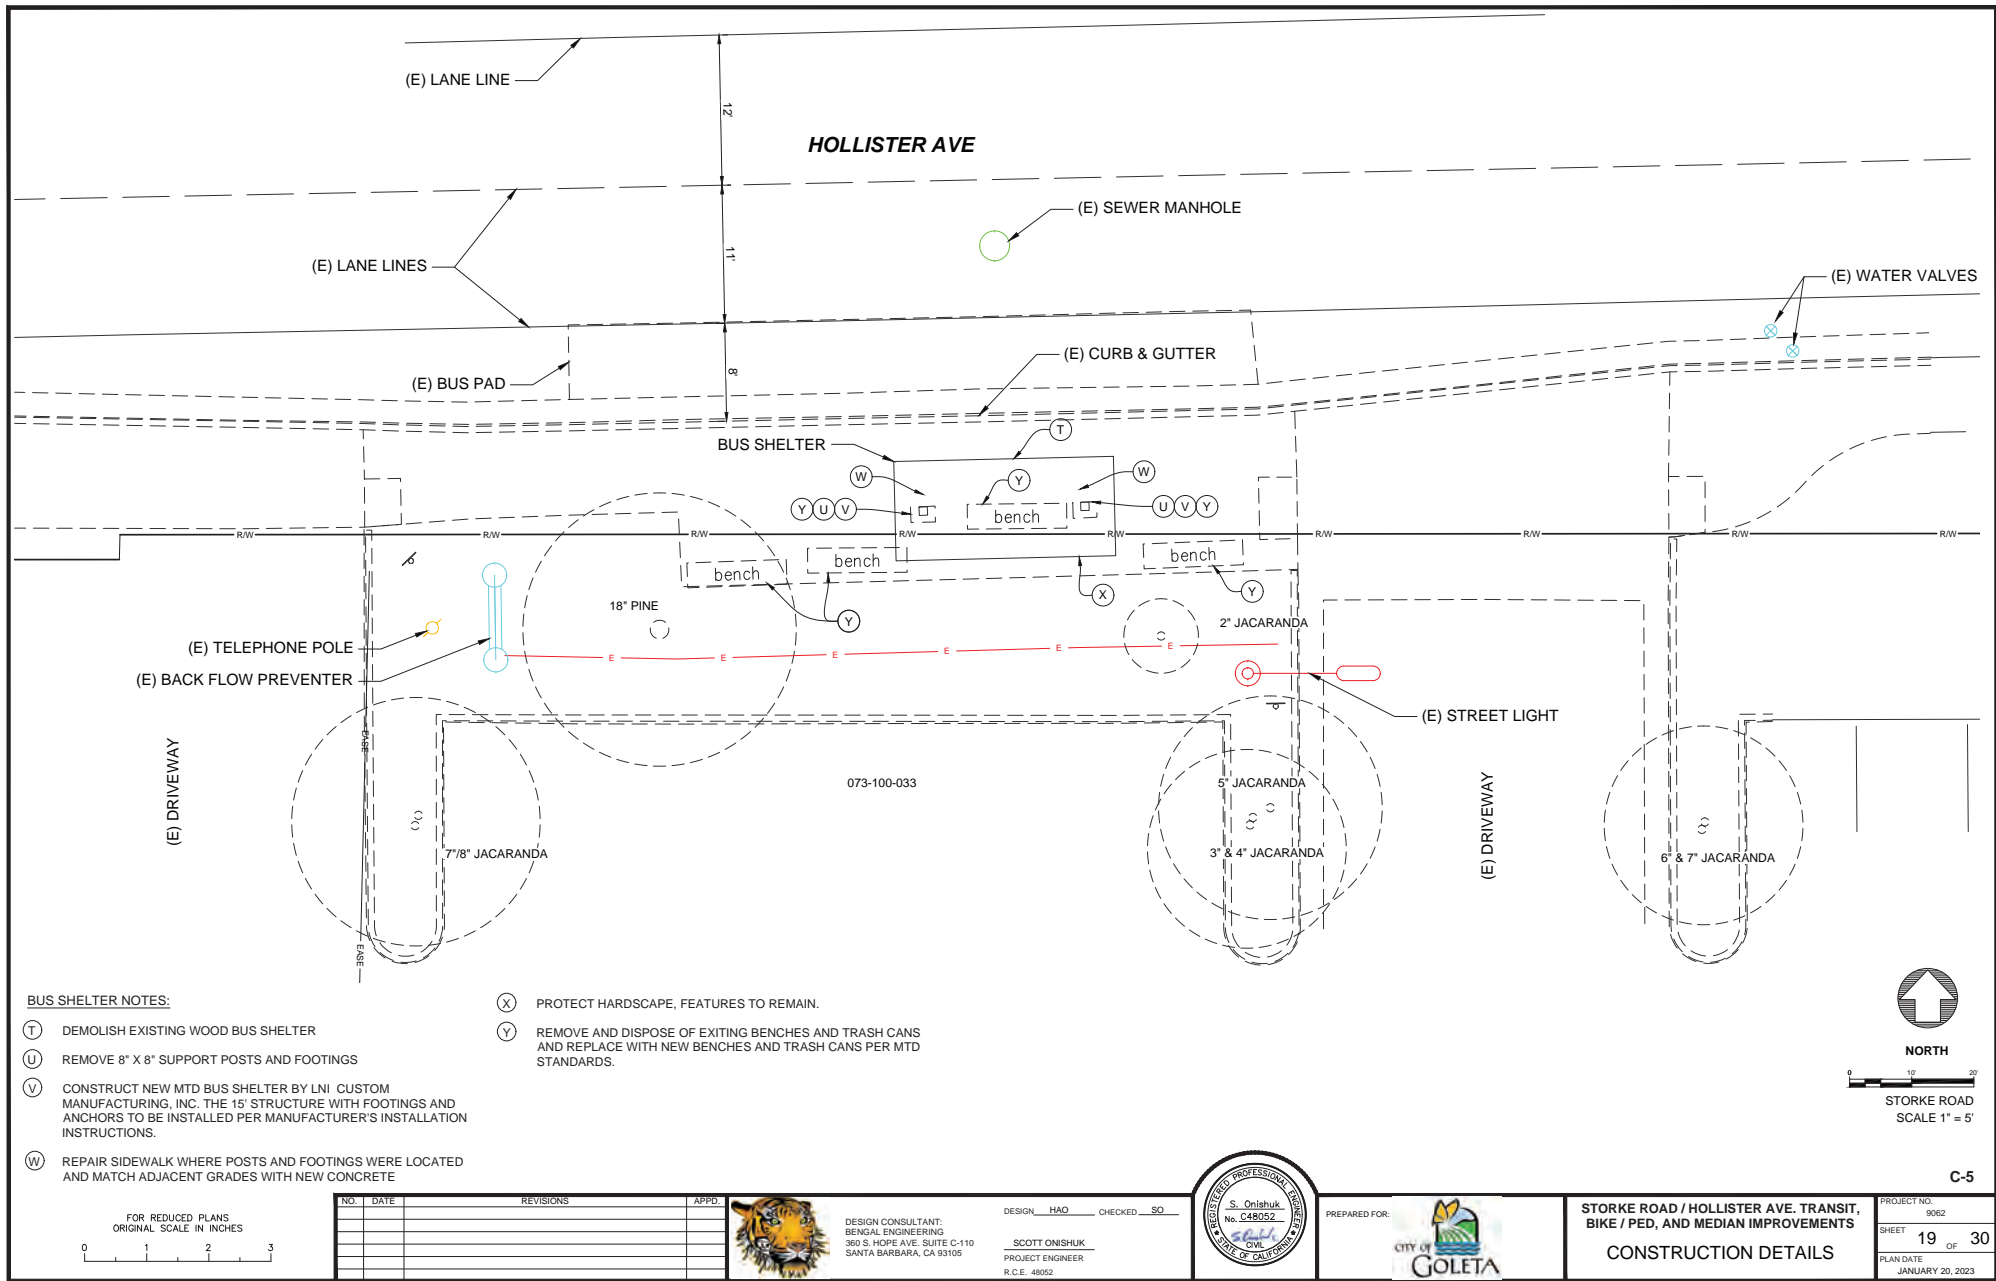 (E) LANE LINE
12'
HOLLISTER AVE
(E) SEWER MANHOLE
11'
(E) LANE LINES
(E) WATER VALVES
(E) CURB & GUTTER
8'
(E) BUS PAD
T
BUS SHELTER
W
Y
W
Y U V
bench
U V Y
R/W R/W R/W R/W R/W R/W R/W R/W R/W
bench
bench
bench
X
Y
Y
18" PINE
2" JACARANDA
(E) TELEPHONE POLE
E E E E E E
(E) BACK FLOW PREVENTER
(E) STREET LIGHT
EASE
(E) DRIVEWAY
073-100-033
5" JACARANDA
(E) DRIVEWAY
7"/8" JACARANDA
3" & 4" JACARANDA
6" & 7" JACARANDA
EASE
BUS SHELTER NOTES:
T DEMOLISH EXISTING WOOD BUS SHELTER
U REMOVE 8" X 8" SUPPORT POSTS AND FOOTINGS
V CONSTRUCT NEW MTD BUS SHELTER BY LNI CUSTOM
MANUFACTURING, INC. THE 15' STRUCTURE WITH FOOTINGS AND
ANCHORS TO BE INSTALLED PER MANUFACTURER'S INSTALLATION
INSTRUCTIONS.
W REPAIR SIDEWALK WHERE POSTS AND FOOTINGS WERE LOCATED
AND MATCH ADJACENT GRADES WITH NEW CONCRETE
X PROTECT HARDSCAPE, FEATURES TO REMAIN.
Y REMOVE AND DISPOSE OF EXITING BENCHES AND TRASH CANS
AND REPLACE WITH NEW BENCHES AND TRASH CANS PER MTD
STANDARDS.
NORTH
0 10' 20'
STORKE ROAD
SCALE 1" = 5'
C-5
FOR REDUCED PLANS
ORIGINAL SCALE IN INCHES
0 1 2 3
NO. DATE REVISIONS APPD.
DESIGN CONSULTANT:
BENGAL ENGINEERING
360 S. HOPE AVE. SUITE C-110
SANTA BARBARA, CA 93105
DESIGN HAO CHECKED SO
SCOTT ONISHUK
PROJECT ENGINEER
R.C.E. 48052
REGISTERED PROFESSIONAL ENGINEER
S. Onishuk
No. C48052
CIVIL
STATE OF CALIFORNIA
PREPARED FOR:
CITY OF
GOLETA
STORKE ROAD / HOLLISTER AVE. TRANSIT,
BIKE / PED, AND MEDIAN IMPROVEMENTS
CONSTRUCTION DETAILS
PROJECT NO.
9062
SHEET 19 OF 30
PLAN DATE
JANUARY 20, 2023